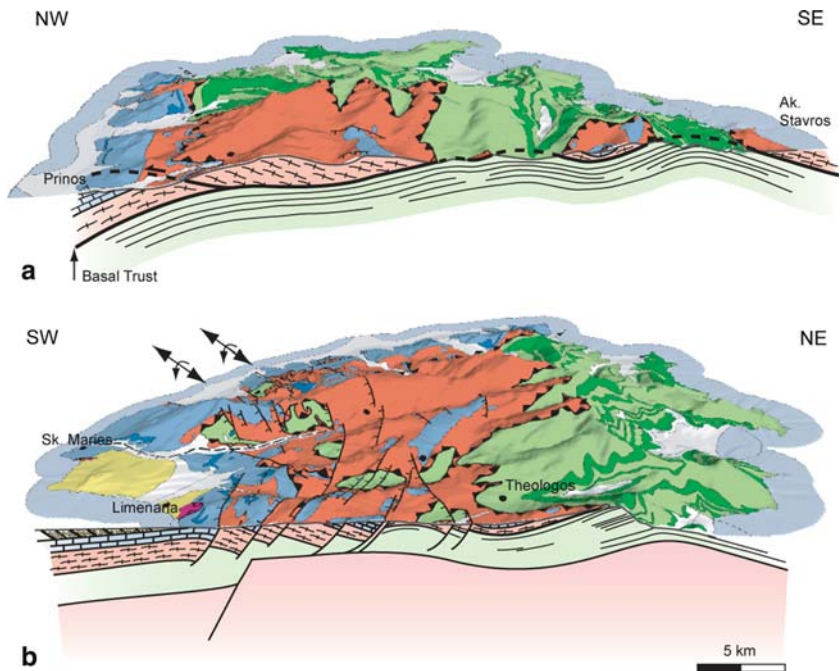 NW
SE
Ak.
Stavros
Prinos
a
Basal Trust
SW
NE
Sk. Maries
Limenaria
Theologos
b
5 km